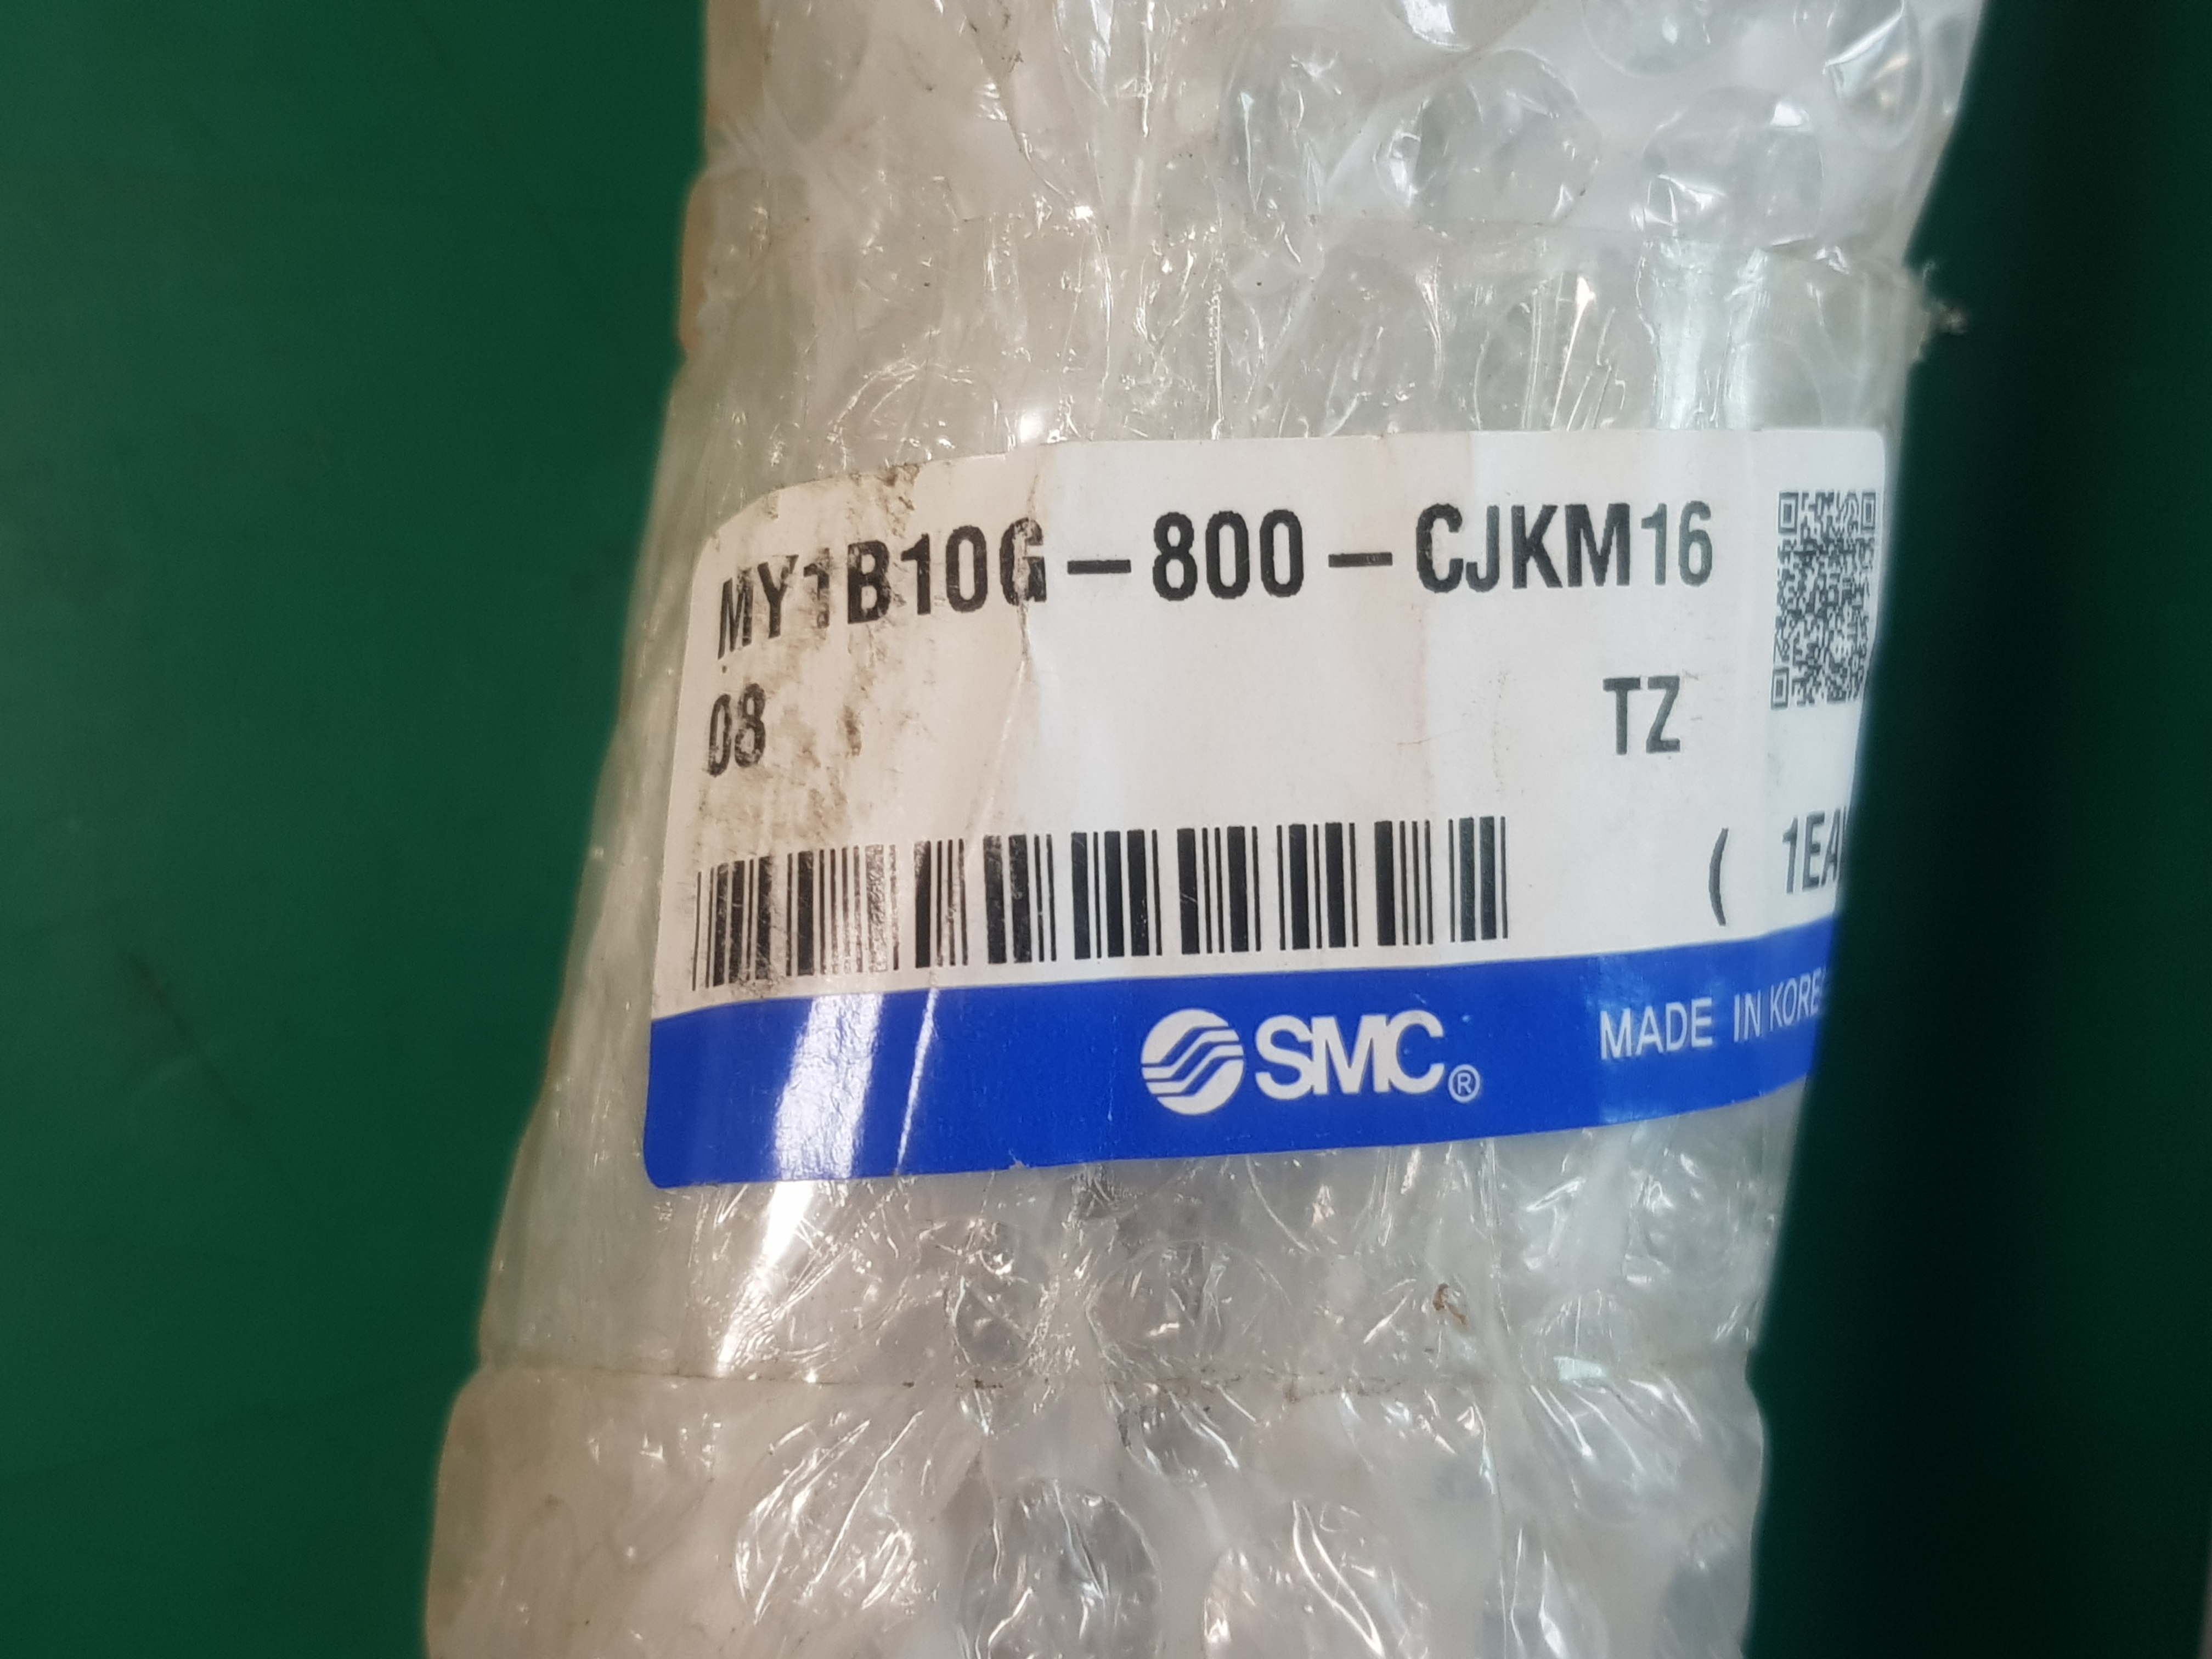 MY1B10G-800-CJKM16
08 TZ
( 1EA
SMC®
MADE IN KORE